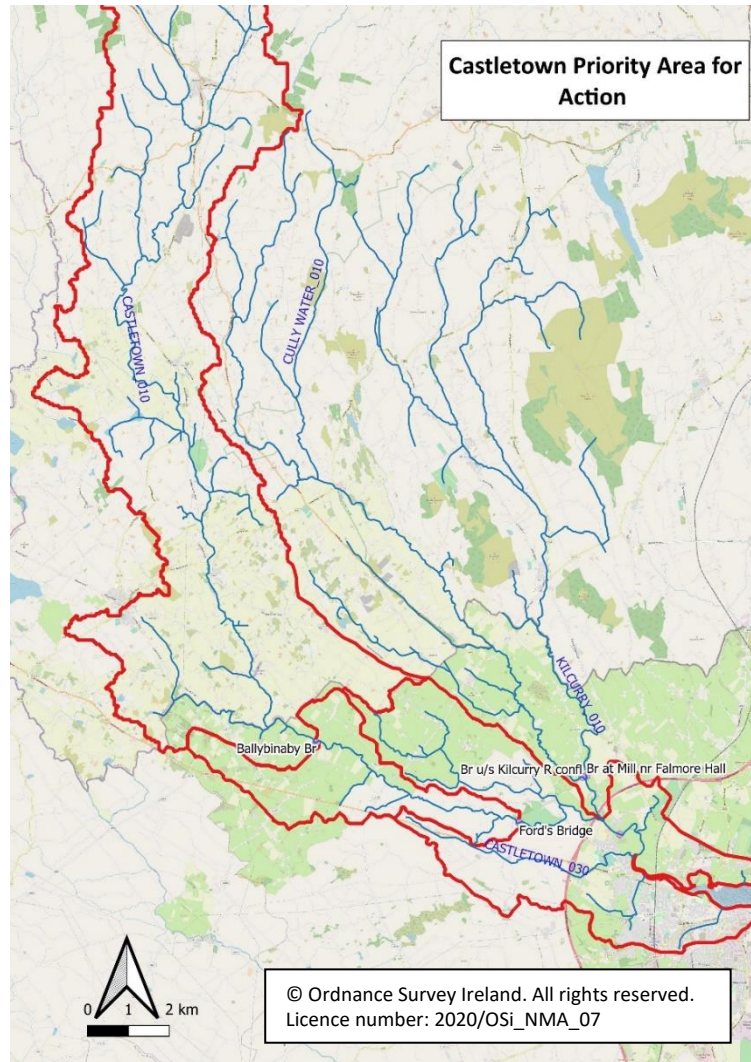 Castletown Priority Area for
Action
CASTLETOWN_010
CULLY WATER_010
KILCURRY_010
Ballybinaby Br
Br u/s Kilcurry R confl
Br at Mill nr Falmore Hall
Ford's Bridge
CASTLETOWN_030
0 1 2 km
© Ordnance Survey Ireland. All rights reserved.
Licence number: 2020/OSi_NMA_07